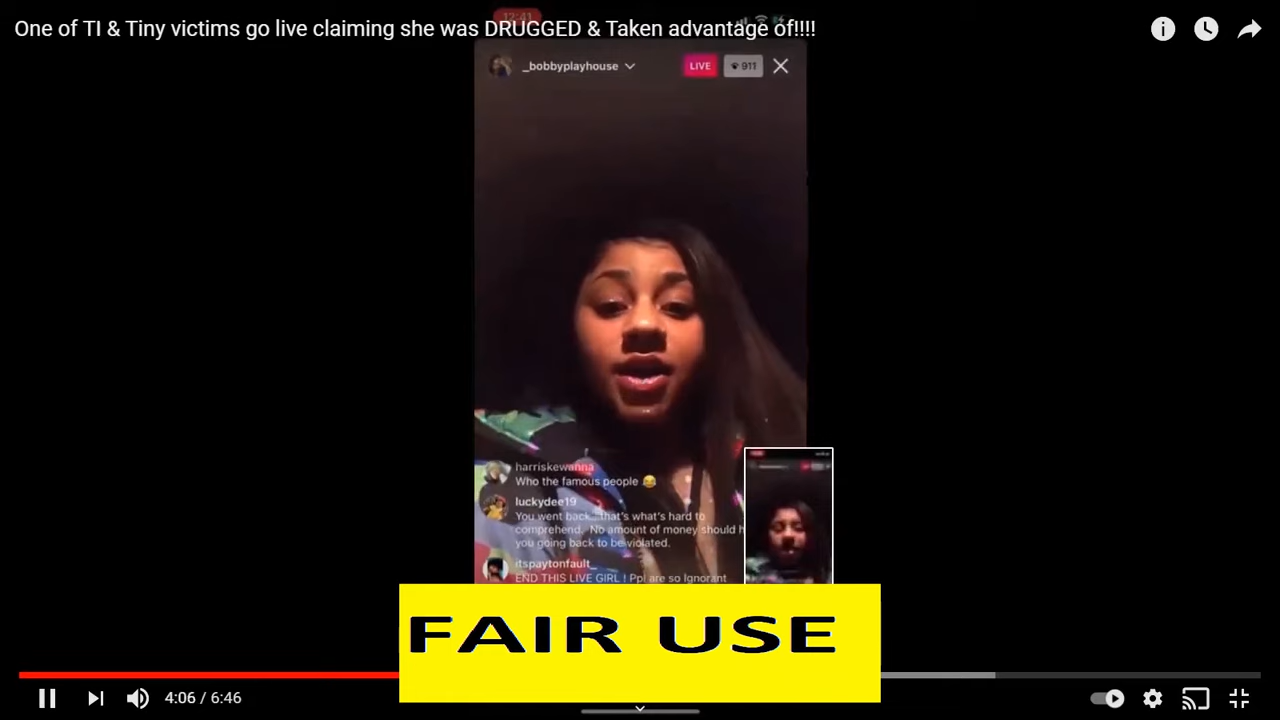 One of TI & Tiny victims go live claiming she was DRUGGED & Taken advantage of!!!!
12:41
_bobbyplayhouse
LIVE
911
harriskewanna
Who the famous people 😂
luckydee19
You went back...that's what's hard to
comprehend. No amount of money should h
you going back to be violated.
itspaytonfault_
END THIS LIVE GIRL ! Ppl are so Ignorant
FAIR USE
4:06 / 6:46